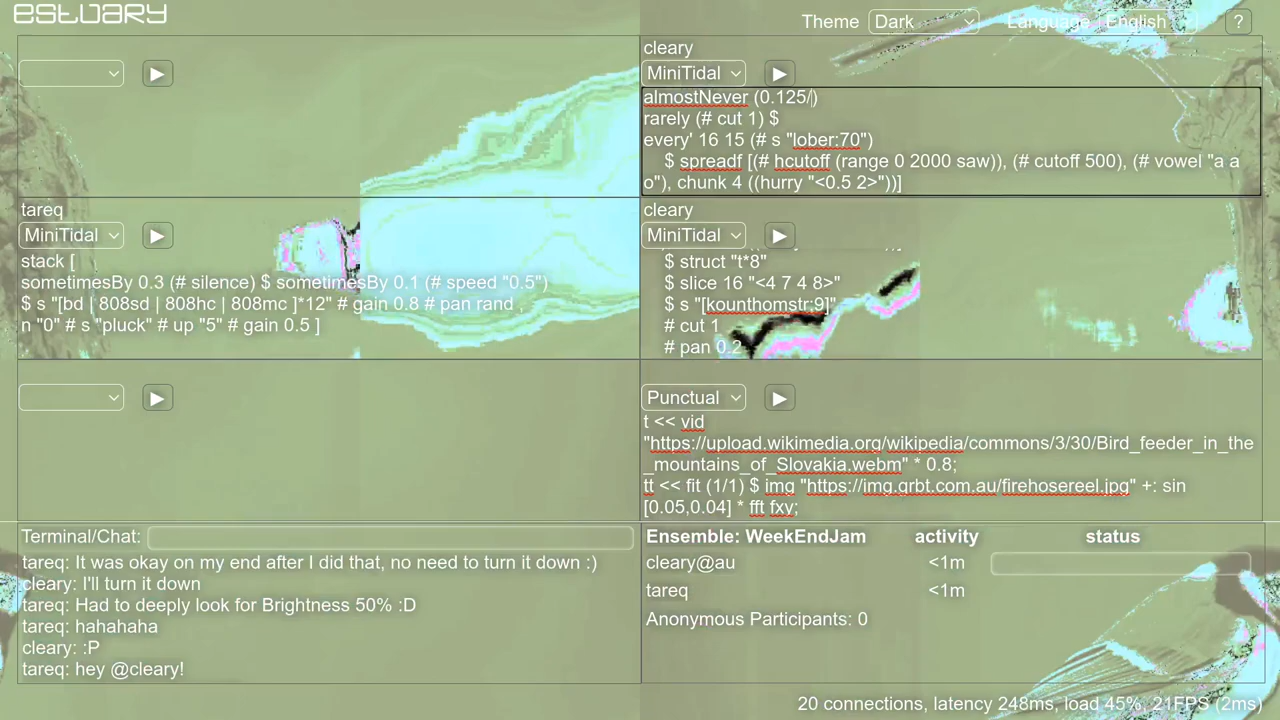 estuary
Theme Dark Language English ?
cleary
MiniTidal
almostNever (0.125/)
rarely (# cut 1) $
every' 16 15 (# s "lober:70")
$ spreadf [(# hcutoff (range 0 2000 saw)), (# cutoff 500), (# vowel "a a
o"), chunk 4 ((hurry "<0.5 2>"))]
tareq
MiniTidal
stack [
sometimesBy 0.3 (# silence) $ sometimesBy 0.1 (# speed "0.5")
$ s "[bd | 808sd | 808hc | 808mc ]*12" # gain 0.8 # pan rand ,
n "0" # s "pluck" # up "5" # gain 0.5 ]
cleary
MiniTidal
$ struct "t*8"
$ slice 16 "<4 7 4 8>"
$ s "[kounthomstr:9]"
# cut 1
# pan 0.2
Punctual
t << vid
"https://upload.wikimedia.org/wikipedia/commons/3/30/Bird_feeder_in_the
_mountains_of_Slovakia.webm" * 0.8;
tt << fit (1/1) $ img "https://img.grbt.com.au/firehosereel.jpg" +: sin
[0.05,0.04] * fft fxy;
Terminal/Chat:
tareq: It was okay on my end after I did that, no need to turn it down :)
cleary: I'll turn it down
tareq: Had to deeply look for Brightness 50% :D
tareq: hahahaha
cleary: :P
tareq: hey @cleary!
Ensemble: WeekEndJam activity status
cleary@au <1m
tareq <1m
Anonymous Participants: 0
20 connections, latency 248ms, load 45%, 21FPS (2ms)